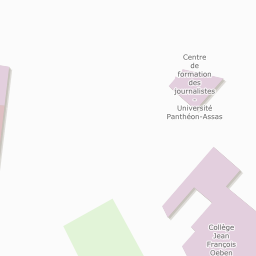 Centre
de
formation
des
journalistes
Université
Panthéon-Assas
Collège
Jean
François
Oeben